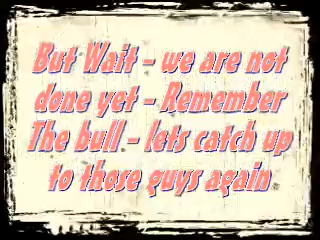 But Wait - we are not
done yet - Remember
The bull - lets catch up
to those guys again